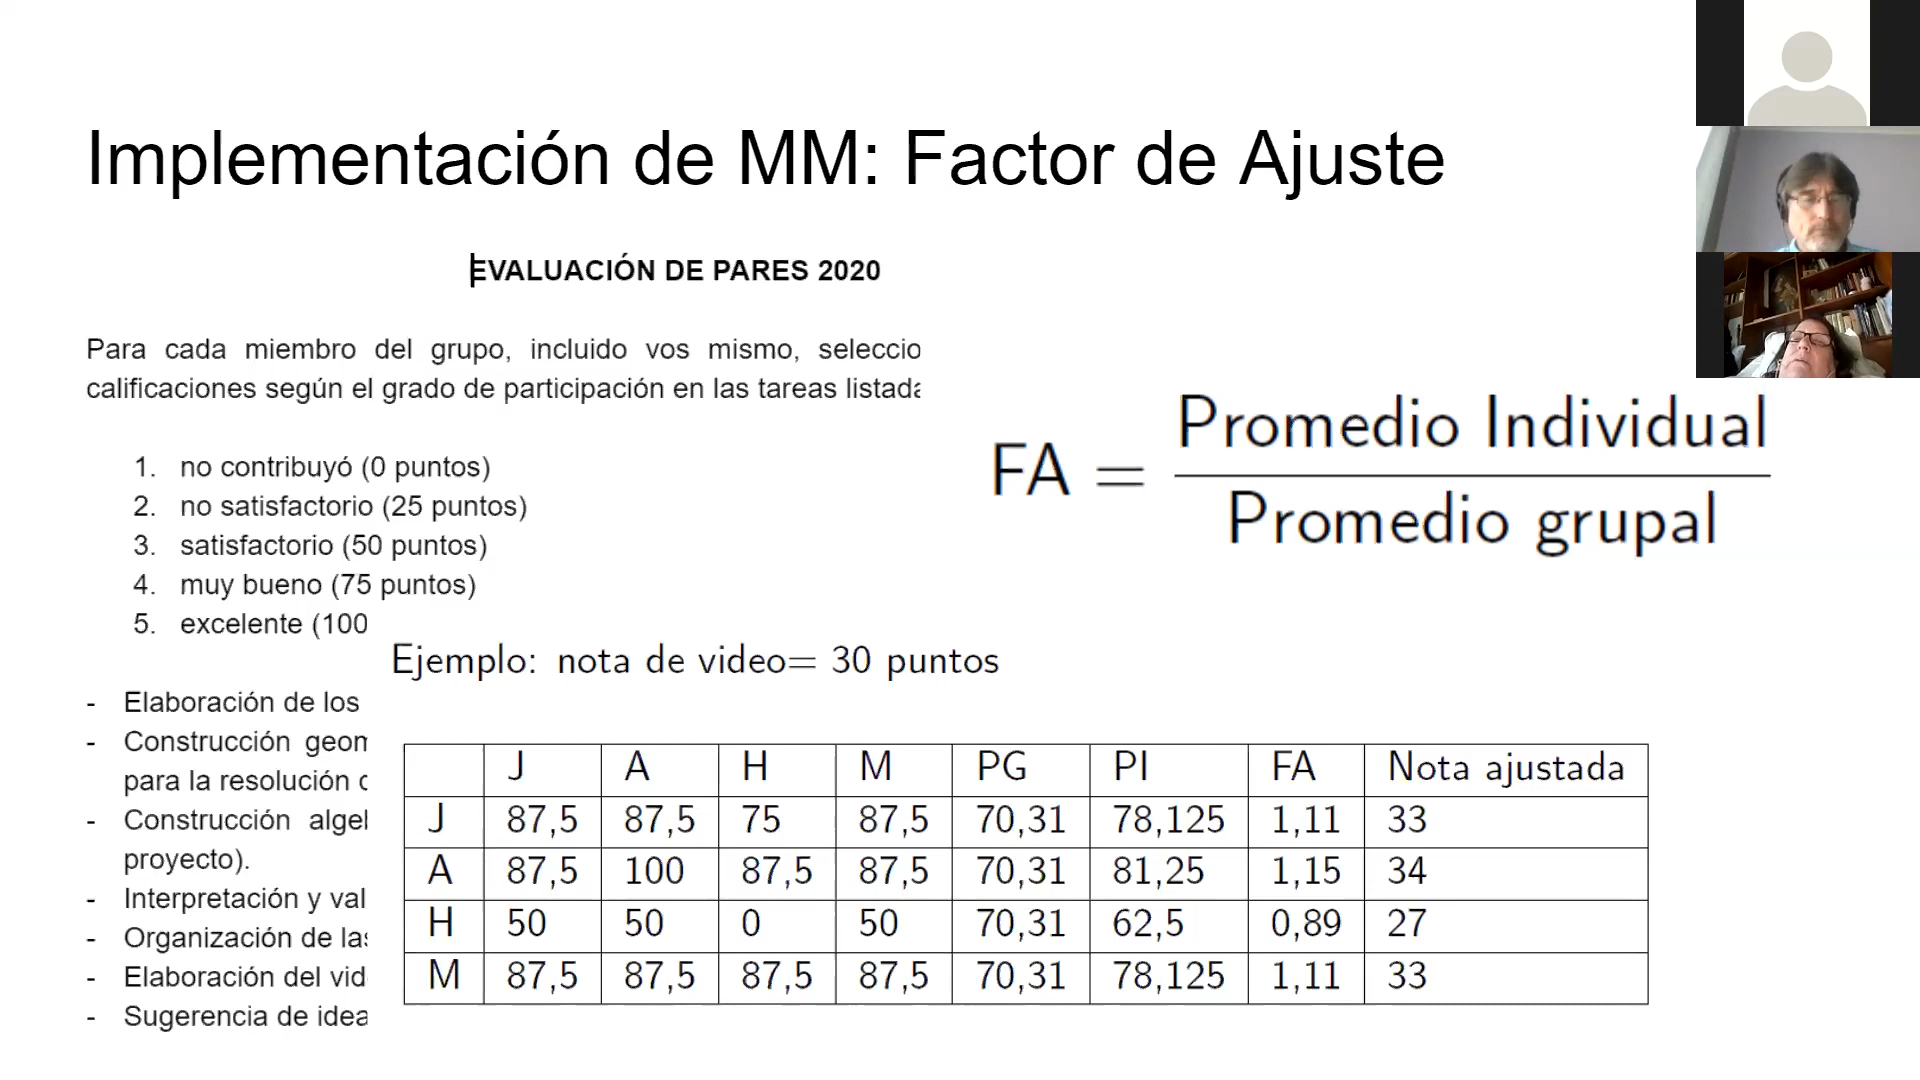 Implementación de MM: Factor de Ajuste
EVALUACIÓN DE PARES 2020
Para cada miembro del grupo, incluido vos mismo, seleccio
calificaciones según el grado de participación en las tareas listada
1. no contribuyó (0 puntos)
2. no satisfactorio (25 puntos)
3. satisfactorio (50 puntos)
4. muy bueno (75 puntos)
5. excelente (100
- Elaboración de los
- Construcción geom
para la resolución c
- Construcción algel
proyecto).
- Interpretación y val
- Organización de las
- Elaboración del vid
- Sugerencia de idea
FA = Promedio Individual
Promedio grupal
Ejemplo: nota de video= 30 puntos
J A H M PG PI FA Nota ajustada
J 87,5 87,5 75 87,5 70,31 78,125 1,11 33
A 87,5 100 87,5 87,5 70,31 81,25 1,15 34
H 50 50 0 50 70,31 62,5 0,89 27
M 87,5 87,5 87,5 87,5 70,31 78,125 1,11 33